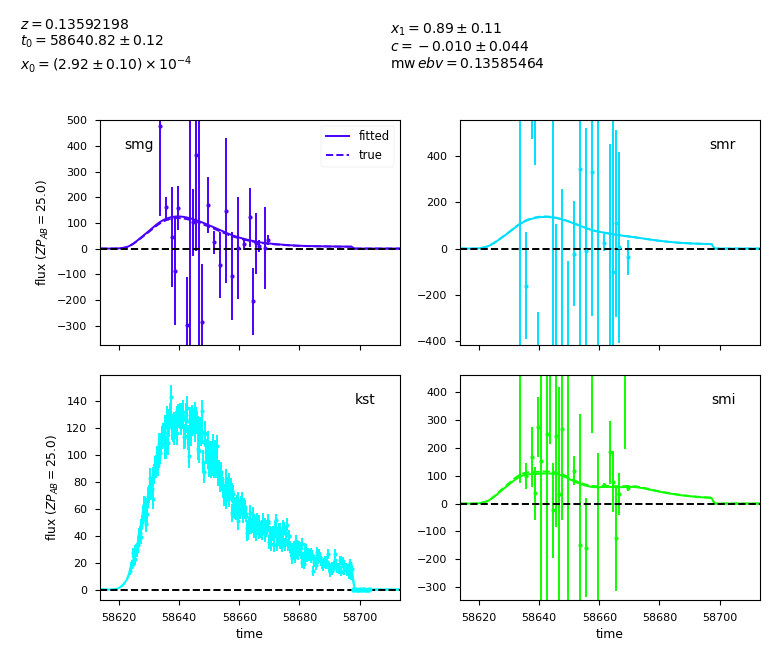 z = 0.13592198
t₀ = 58640.82 ± 0.12
x₀ = (2.92 ± 0.10) × 10⁻⁴
x₁ = 0.89 ± 0.11
c = −0.010 ± 0.044
mw ebv = 0.13585464
smg
fitted
true
500
400
300
200
100
0
−100
−200
−300
flux (ZP_AB = 25.0)
smr
400
200
0
−200
−400
kst
140
120
100
80
60
40
20
0
flux (ZP_AB = 25.0)
58620 58640 58660 58680 58700
time
smi
400
300
200
100
0
−100
−200
−300
58620 58640 58660 58680 58700
time